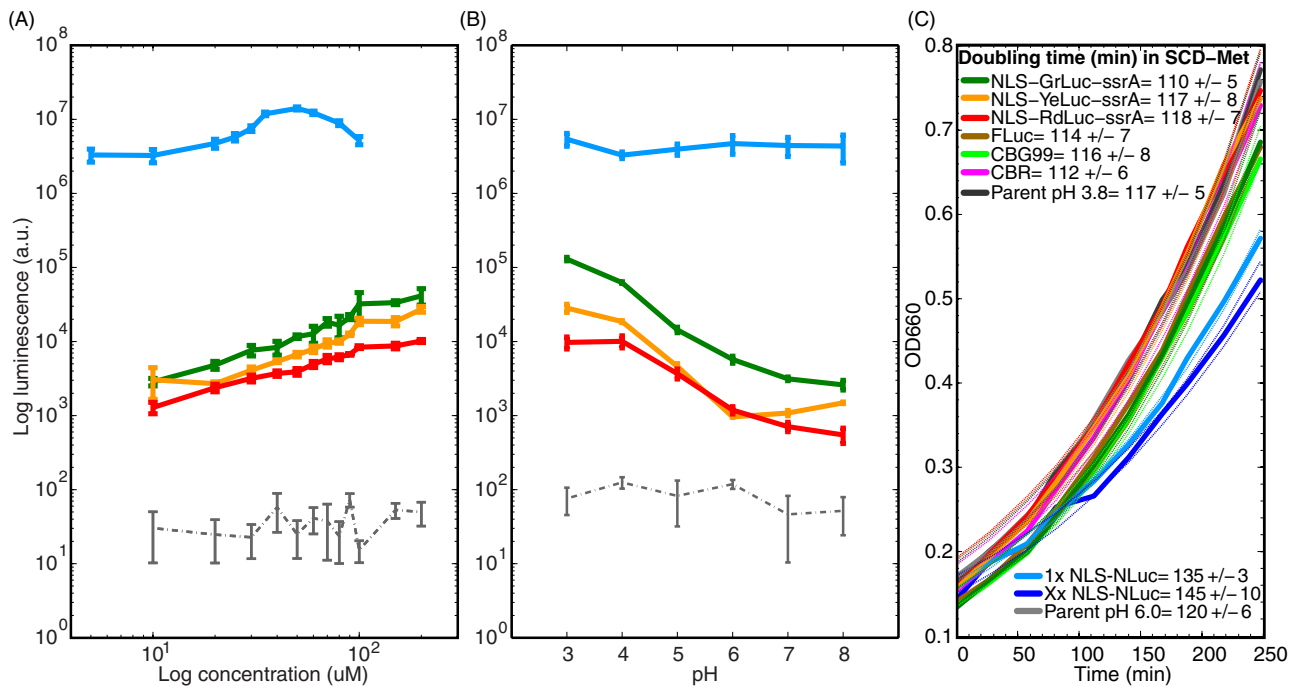 (A)
10^8
10^7
10^6
10^5
10^4
10^3
10^2
10^1
10^0
Log luminescence (a.u.)
10^1
10^2
Log concentration (uM)
(B)
10^8
10^7
10^6
10^5
10^4
10^3
10^2
10^1
10^0
3 4 5 6 7 8
pH
(C)
0.8
0.7
0.6
0.5
0.4
0.3
0.2
0.1
OD660
Doubling time (min) in SCD−Met
NLS−GrLuc−ssrA= 110 +/− 5
NLS−YeLuc−ssrA= 117 +/− 8
NLS−RdLuc−ssrA= 118 +/− 7
FLuc= 114 +/− 7
CBG99= 116 +/− 8
CBR= 112 +/− 6
Parent pH 3.8= 117 +/− 5
1x NLS-NLuc= 135 +/− 3
Xx NLS-NLuc= 145 +/− 10
Parent pH 6.0= 120 +/− 6
0 50 100 150 200 250
Time (min)